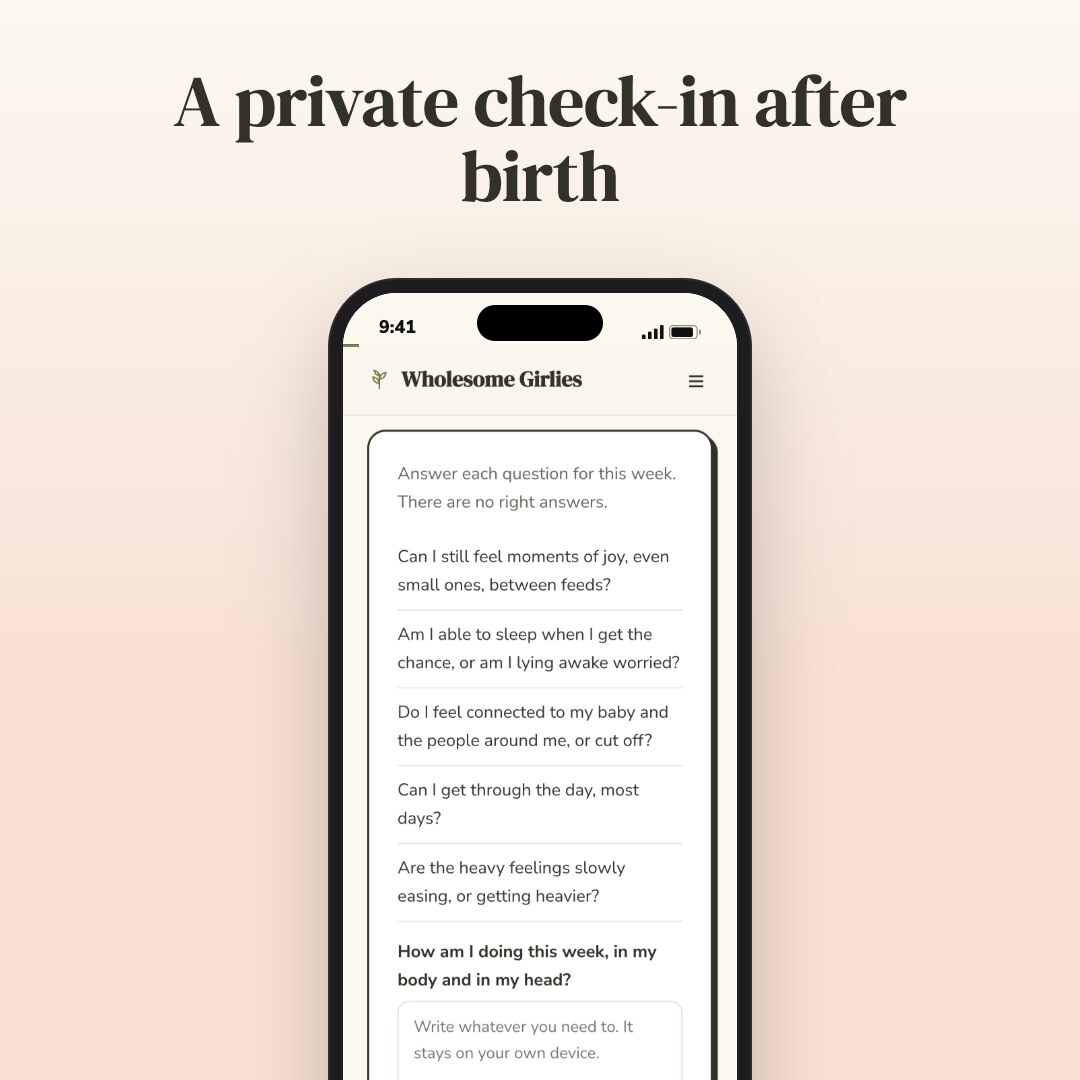 A private check-in after
birth
9:41
Wholesome Girlies
Answer each question for this week.
There are no right answers.
Can I still feel moments of joy, even
small ones, between feeds?
Am I able to sleep when I get the
chance, or am I lying awake worried?
Do I feel connected to my baby and
the people around me, or cut off?
Can I get through the day, most
days?
Are the heavy feelings slowly
easing, or getting heavier?
How am I doing this week, in my
body and in my head?
Write whatever you need to. It
stays on your own device.